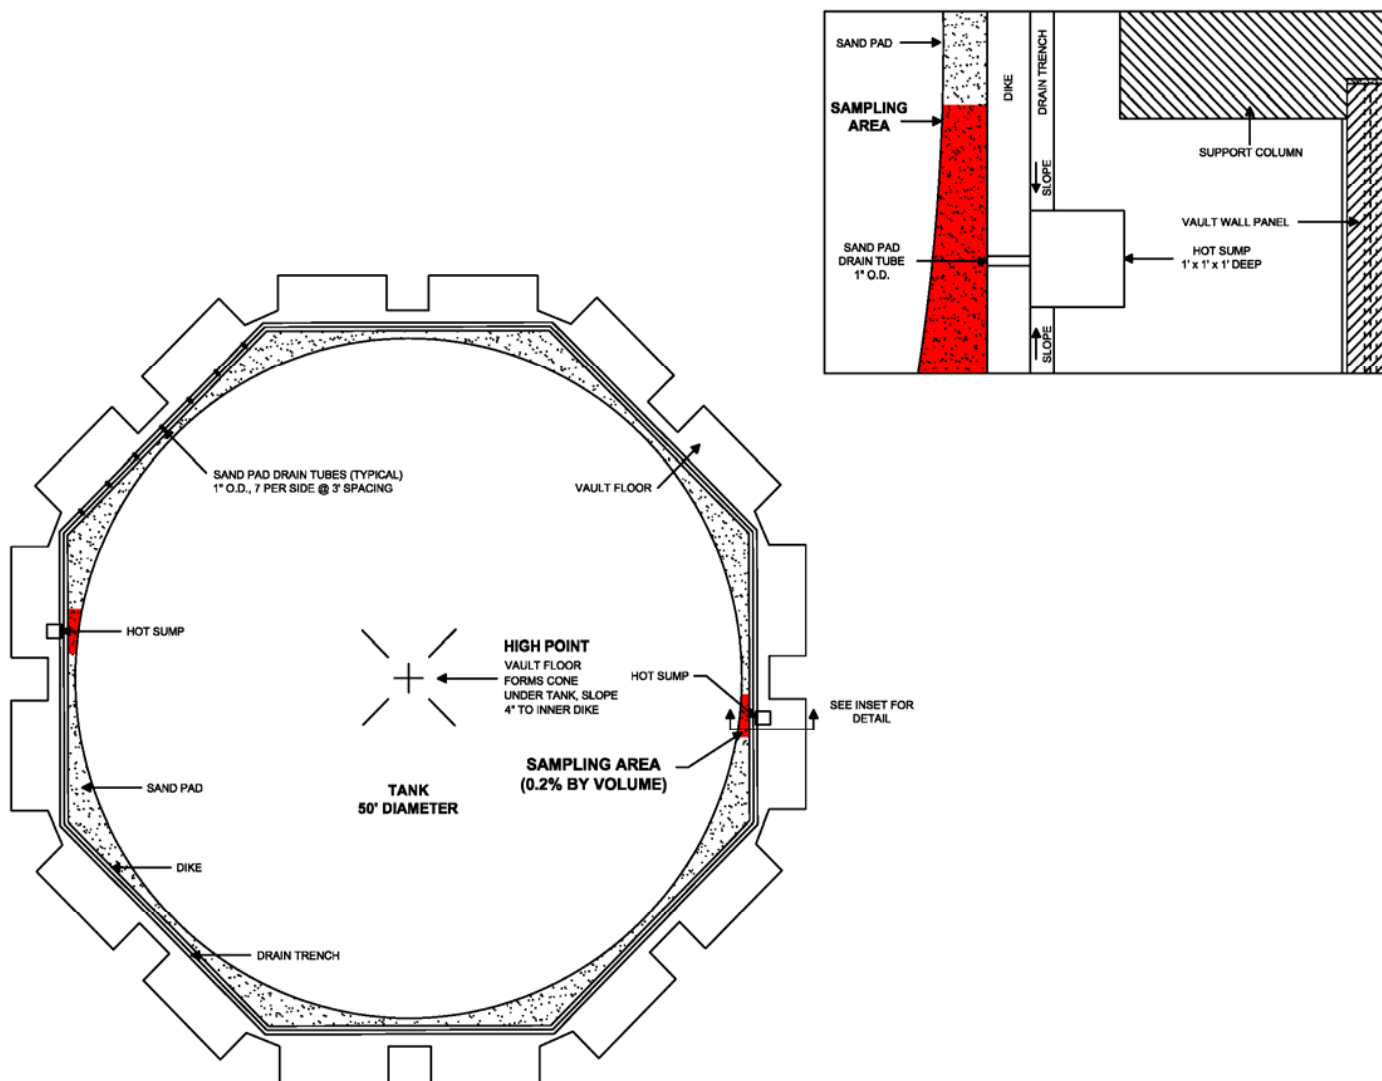 SAND PAD
SAMPLING
AREA
DIKE
DRAIN TRENCH
SLOPE
SUPPORT COLUMN
VAULT WALL PANEL
SAND PAD
DRAIN TUBE
1" O.D.
HOT SUMP
1' x 1' x 1' DEEP
SLOPE
SAND PAD DRAIN TUBES (TYPICAL)
1" O.D., 7 PER SIDE @ 3' SPACING
VAULT FLOOR
HOT SUMP
HIGH POINT
VAULT FLOOR
FORMS CONE
UNDER TANK, SLOPE
4" TO INNER DIKE
HOT SUMP
SEE INSET FOR
DETAIL
SAMPLING AREA
(0.2% BY VOLUME)
TANK
50' DIAMETER
SAND PAD
DIKE
DRAIN TRENCH